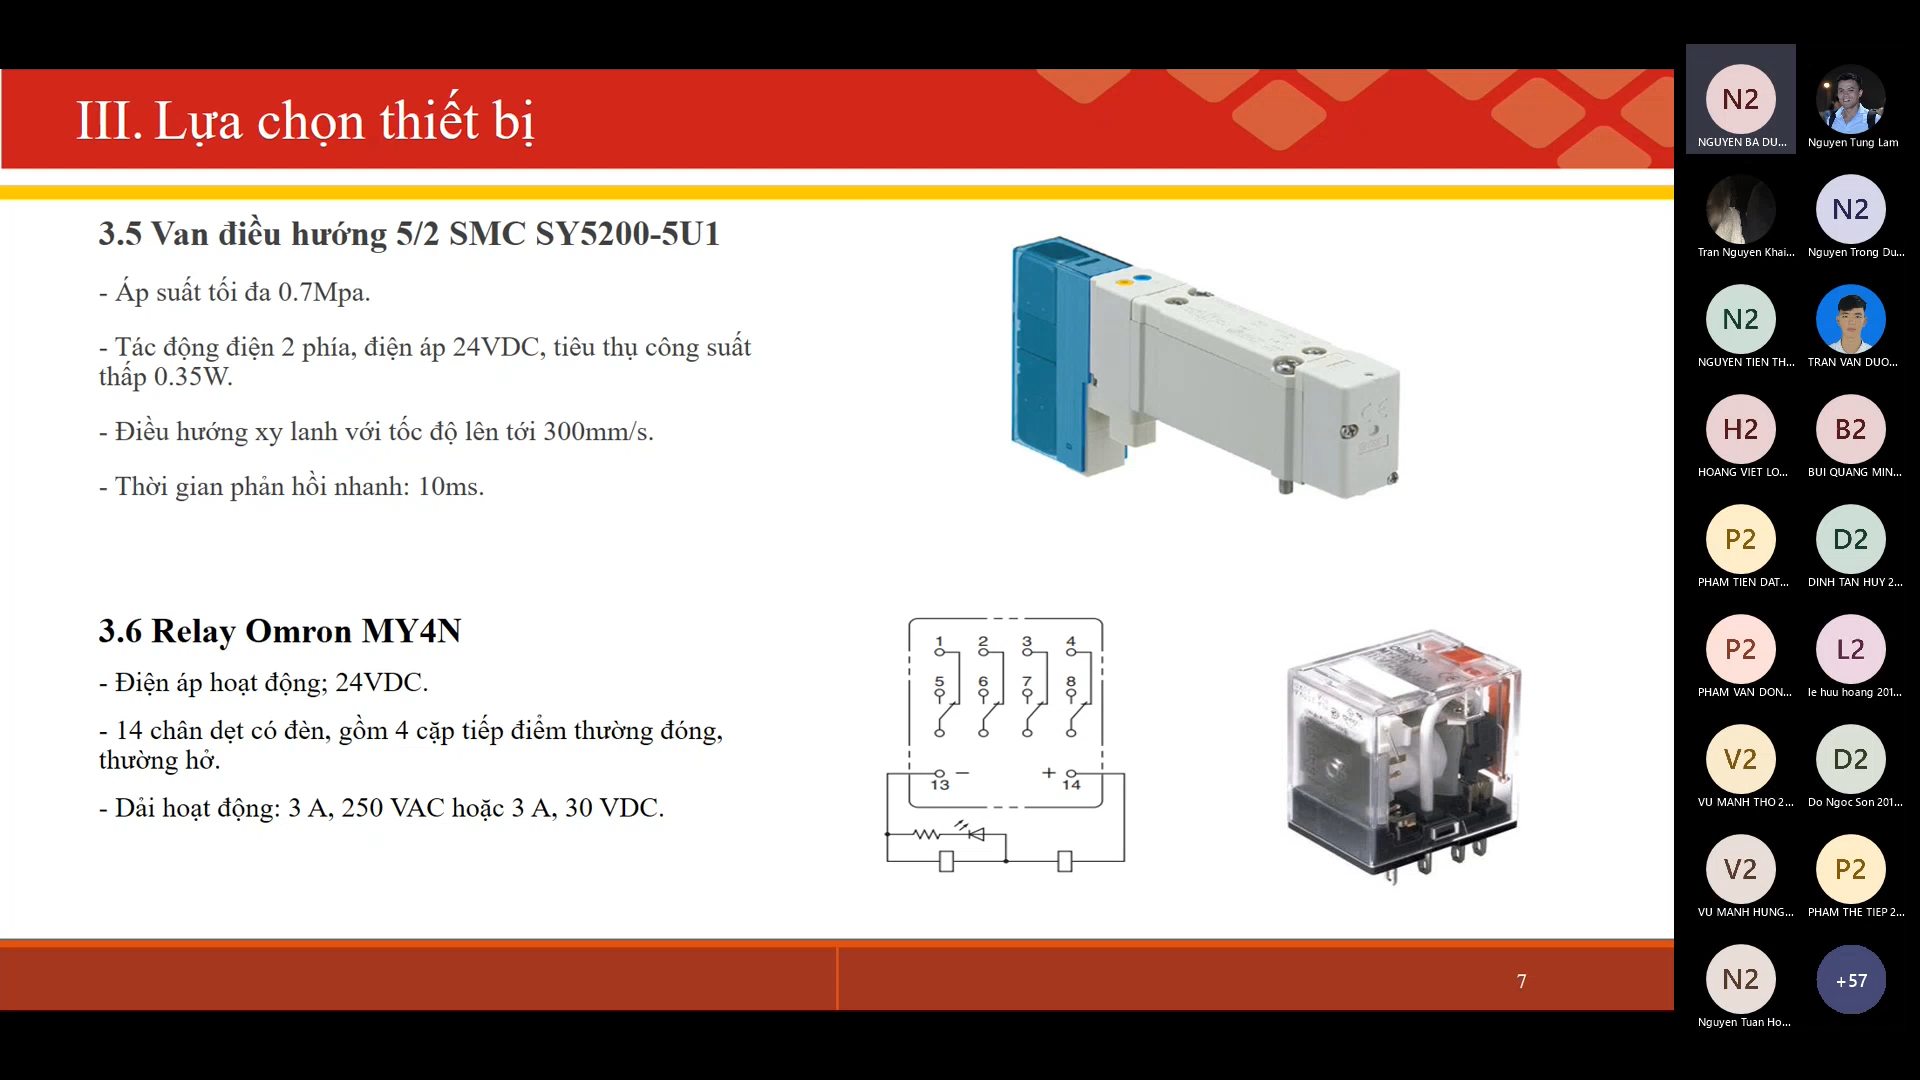 III. Lựa chọn thiết bị
3.5 Van điều hướng 5/2 SMC SY5200-5U1
- Áp suất tối đa 0.7Mpa.
- Tác động điện 2 phía, điện áp 24VDC, tiêu thụ công suất
thấp 0.35W.
- Điều hướng xy lanh với tốc độ lên tới 300mm/s.
- Thời gian phản hồi nhanh: 10ms.
3.6 Relay Omron MY4N
- Điện áp hoạt động; 24VDC.
- 14 chân dẹt có đèn, gồm 4 cặp tiếp điểm thường đóng,
thường hở.
- Dải hoạt động: 3 A, 250 VAC hoặc 3 A, 30 VDC.
1 2 3 4
5 6 7 8
− +
13 14
7
N2
NGUYEN BA DU...
Nguyen Tung Lam
Tran Nguyen Khai...
N2
Nguyen Trong Du...
N2
NGUYEN TIEN TH...
TRAN VAN DUO...
H2
HOANG VIET LO...
B2
BUI QUANG MIN...
P2
PHAM TIEN DAT...
D2
DINH TAN HUY 2...
P2
PHAM VAN DON...
L2
le huu hoang 201...
V2
VU MANH THO 2...
D2
Do Ngoc Son 201...
V2
VU MANH HUNG...
P2
PHAM THE TIEP 2...
N2
Nguyen Tuan Ho...
+57